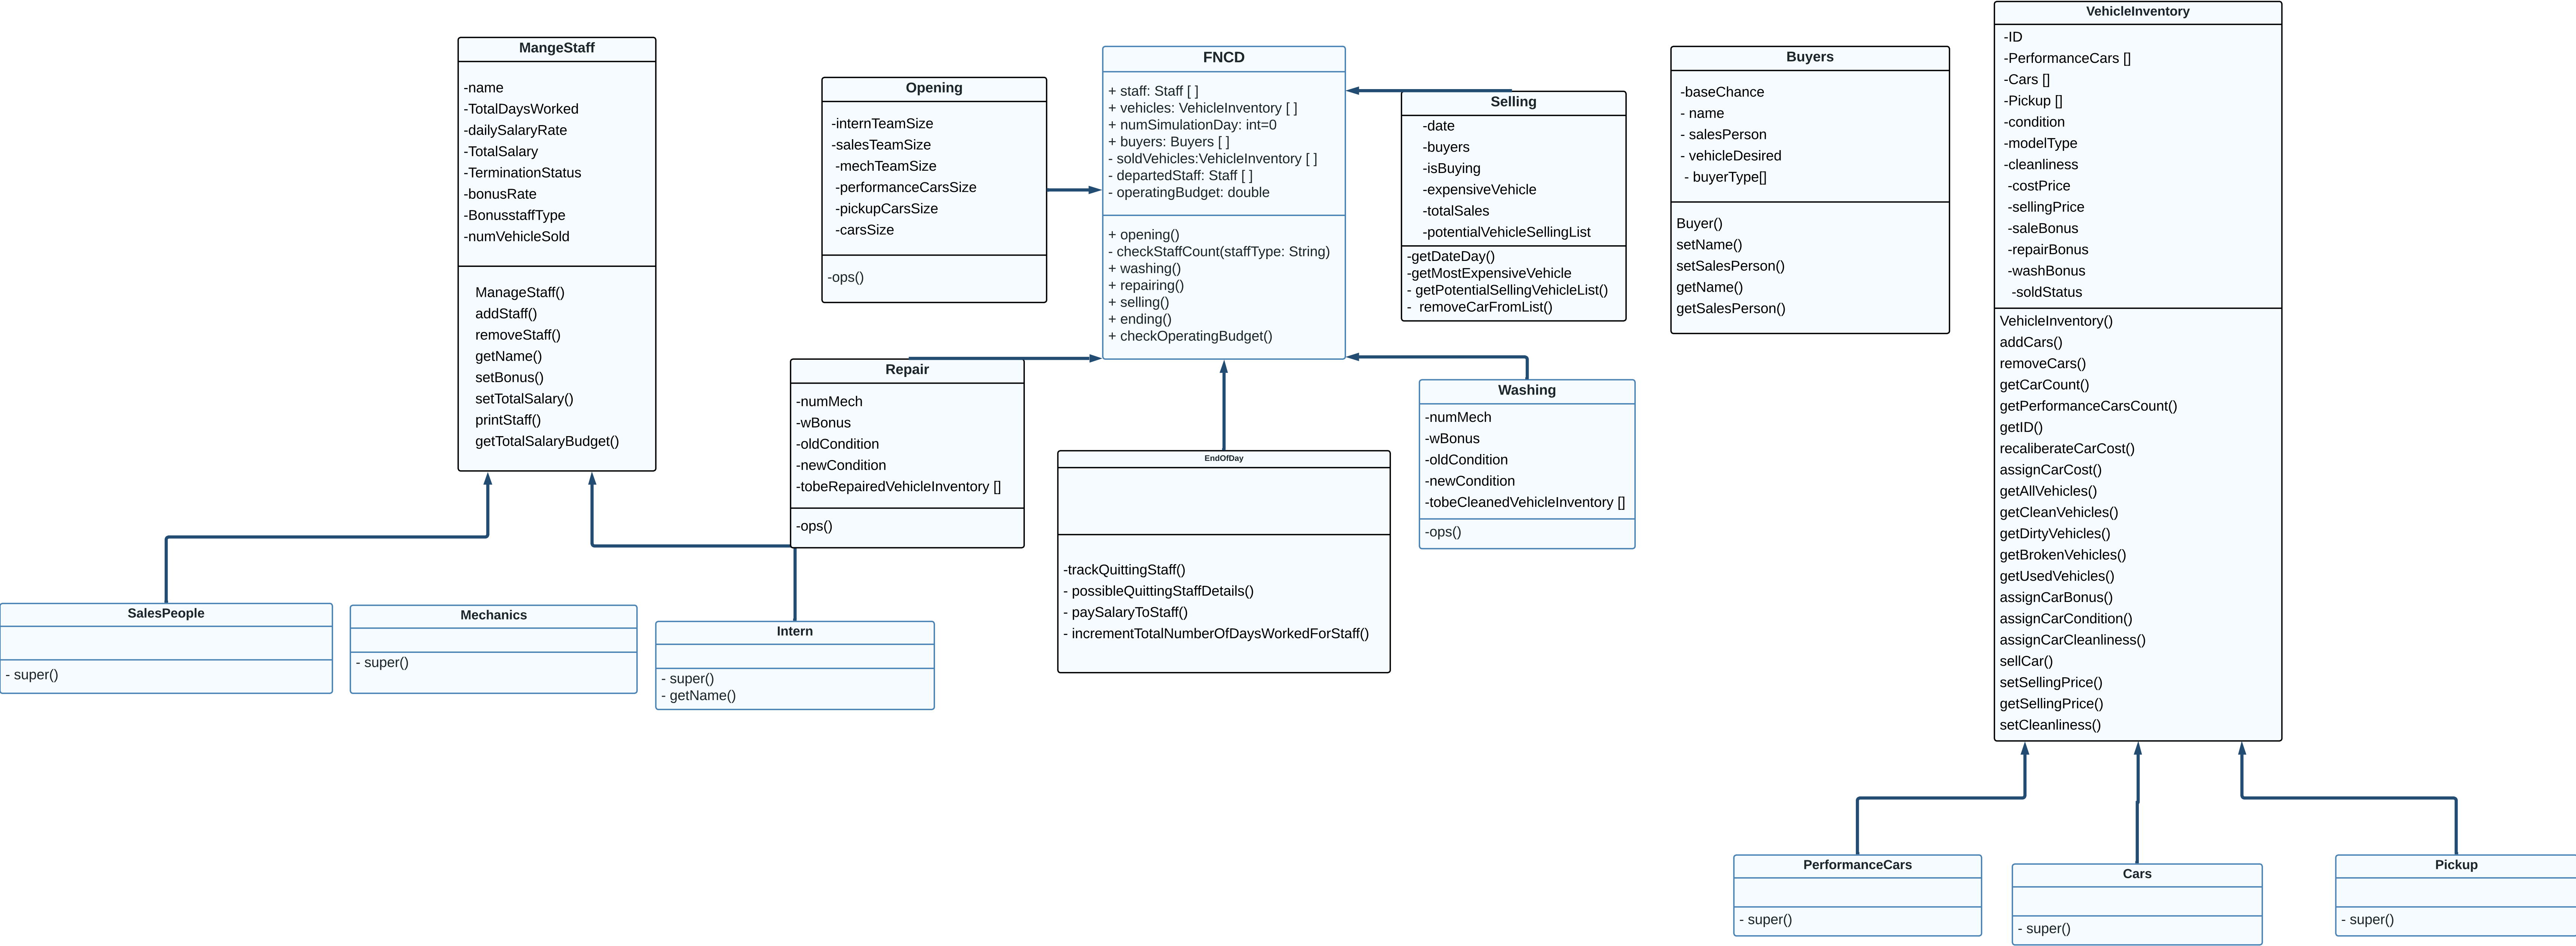 MangeStaff
-name
-TotalDaysWorked
-dailySalaryRate
-TotalSalary
-TerminationStatus
-bonusRate
-BonusstaffType
-numVehicleSold
ManageStaff()
addStaff()
removeStaff()
getName()
setBonus()
setTotalSalary()
printStaff()
getTotalSalaryBudget()
SalesPeople
- super()
Mechanics
- super()
Intern
- super()
- getName()
Opening
-internTeamSize
-salesTeamSize
-mechTeamSize
-performanceCarsSize
-pickupCarsSize
-carsSize
-ops()
Repair
-numMech
-wBonus
-oldCondition
-newCondition
-tobeRepairedVehicleInventory []
-ops()
FNCD
+ staff: Staff [ ]
+ vehicles: VehicleInventory [ ]
+ numSimulationDay: int=0
+ buyers: Buyers [ ]
- soldVehicles:VehicleInventory [ ]
- departedStaff: Staff [ ]
- operatingBudget: double
+ opening()
- checkStaffCount(staffType: String)
+ washing()
+ repairing()
+ selling()
+ ending()
+ checkOperatingBudget()
EndOfDay
-trackQuittingStaff()
- possibleQuittingStaffDetails()
- paySalaryToStaff()
- incrementTotalNumberOfDaysWorkedForStaff()
Selling
-date
-buyers
-isBuying
-expensiveVehicle
-totalSales
-potentialVehicleSellingList
-getDateDay()
-getMostExpensiveVehicle
- getPotentialSellingVehicleList()
- removeCarFromList()
Washing
-numMech
-wBonus
-oldCondition
-newCondition
-tobeCleanedVehicleInventory []
-ops()
Buyers
-baseChance
- name
- salesPerson
- vehicleDesired
- buyerType[]
Buyer()
setName()
setSalesPerson()
getName()
getSalesPerson()
VehicleInventory
-ID
-PerformanceCars []
-Cars []
-Pickup []
-condition
-modelType
-cleanliness
-costPrice
-sellingPrice
-saleBonus
-repairBonus
-washBonus
-soldStatus
VehicleInventory()
addCars()
removeCars()
getCarCount()
getPerformanceCarsCount()
getID()
recaliberateCarCost()
assignCarCost()
getAllVehicles()
getCleanVehicles()
getDirtyVehicles()
getBrokenVehicles()
getUsedVehicles()
assignCarBonus()
assignCarCondition()
assignCarCleanliness()
sellCar()
setSellingPrice()
getSellingPrice()
setCleanliness()
PerformanceCars
- super()
Cars
- super()
Pickup
- super()